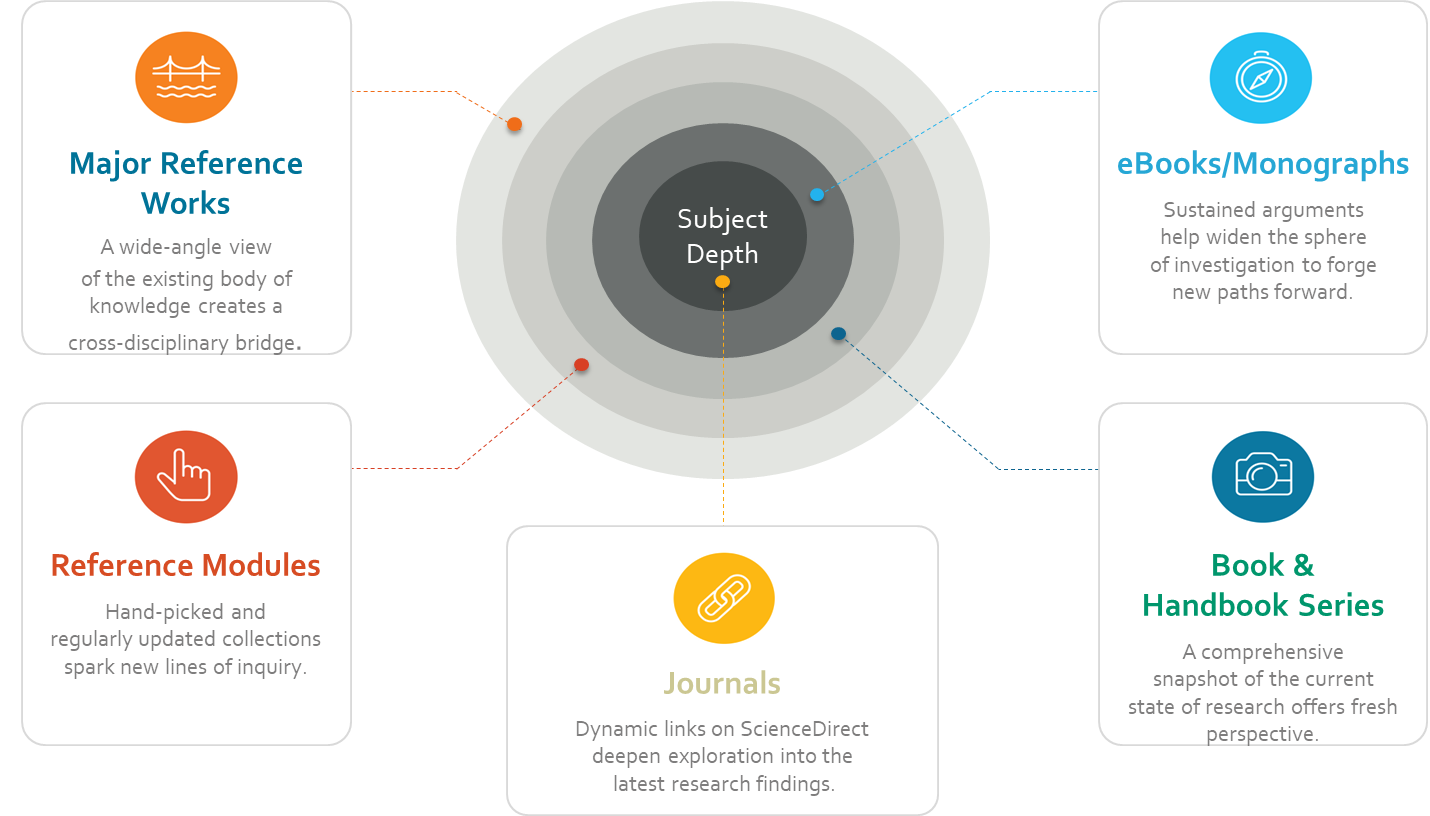 Major Reference
Works
A wide-angle view
of the existing body of
knowledge creates a
cross-disciplinary bridge.
Subject
Depth
eBooks/Monographs
Sustained arguments
help widen the sphere
of investigation to forge
new paths forward.
Reference Modules
Hand-picked and
regularly updated collections
spark new lines of inquiry.
Journals
Dynamic links on ScienceDirect
deepen exploration into the
latest research findings.
Book &
Handbook Series
A comprehensive
snapshot of the current
state of research offers fresh
perspective.